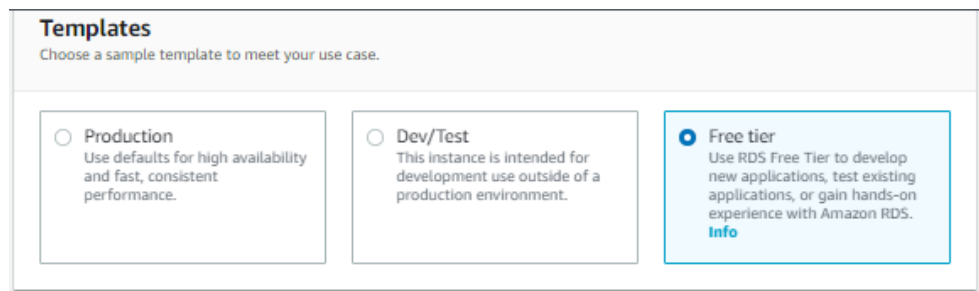 Templates
Choose a sample template to meet your use case.
Production
Use defaults for high availability
and fast, consistent
performance.
Dev/Test
This instance is intended for
development use outside of a
production environment.
Free tier
Use RDS Free Tier to develop
new applications, test existing
applications, or gain hands-on
experience with Amazon RDS.
Info